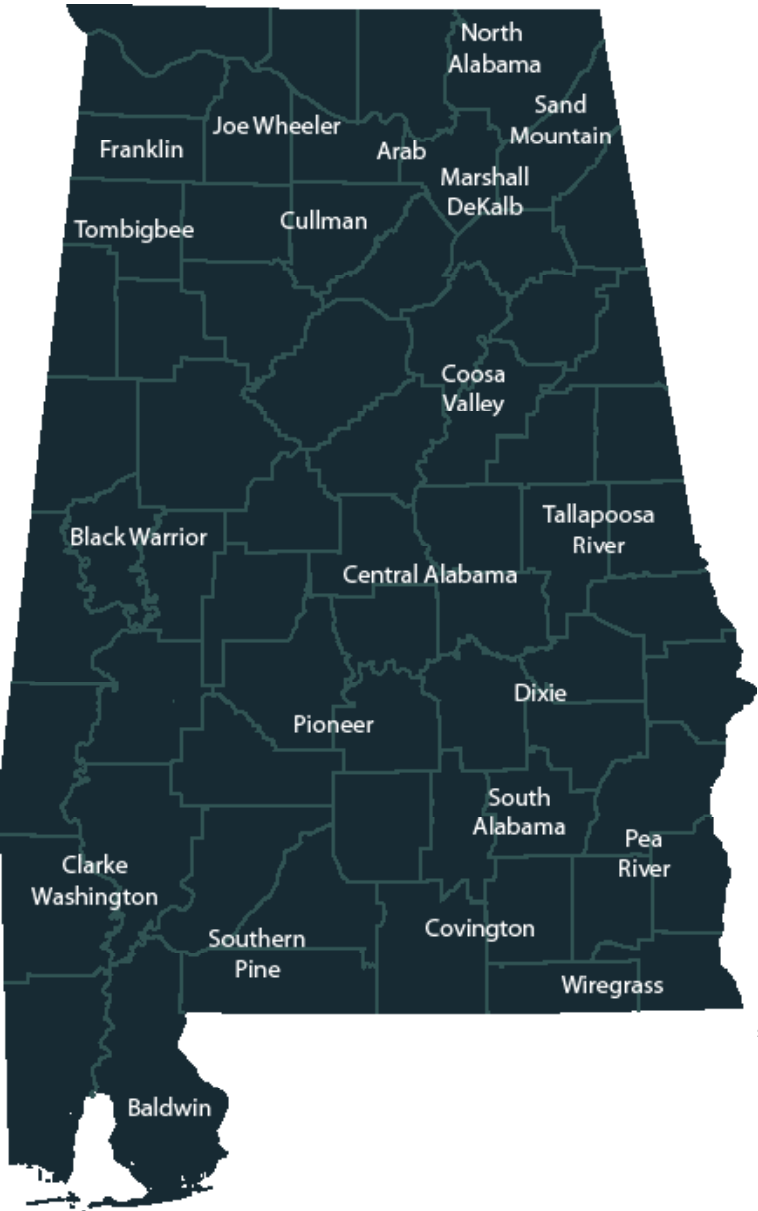 North
Alabama
Sand
Mountain
Joe Wheeler
Franklin
Arab
Marshall
DeKalb
Tombigbee
Cullman
Coosa
Valley
Black Warrior
Tallapoosa
River
Central Alabama
Dixie
Pioneer
South
Alabama
Pea
River
Clarke
Washington
Covington
Southern
Pine
Wiregrass
Baldwin